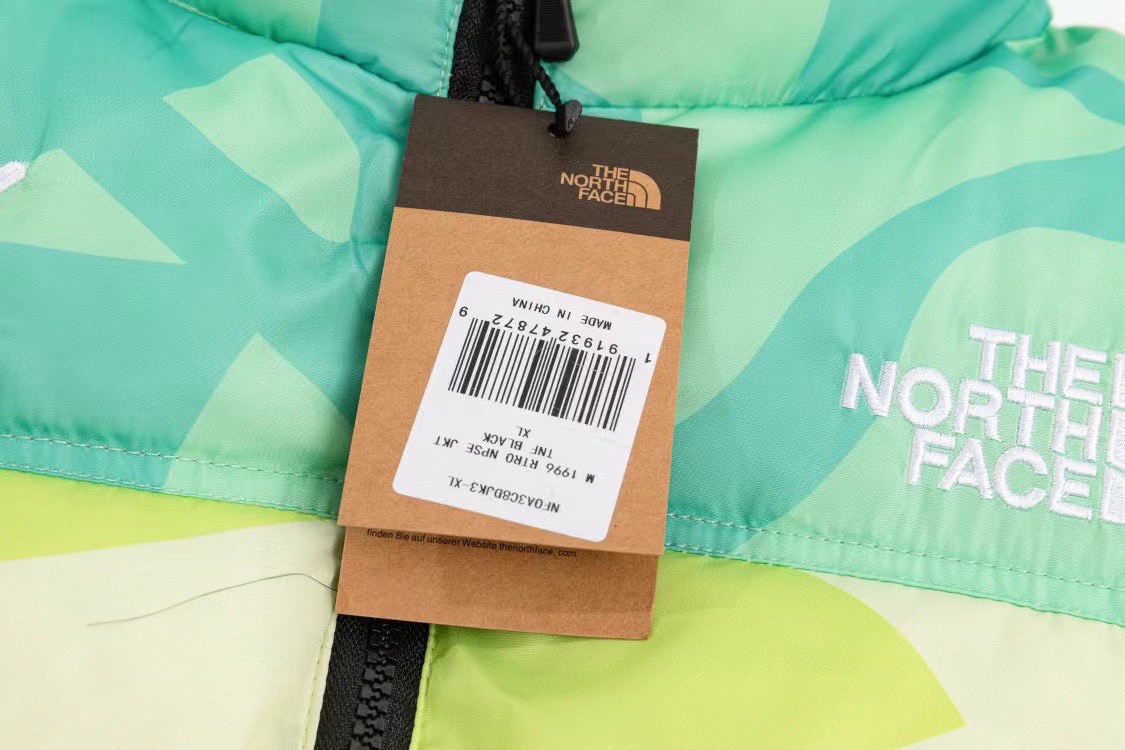 THE
NORTH
FACE
NF0A3C8DJK3-XL
M 1996 RTRO NPSE JKT
TNF BLACK
XL
1 91932 47872 9
MADE IN CHINA
finden Sie auf unserer Website thenorthface.com.
THE
NORTH
FACE